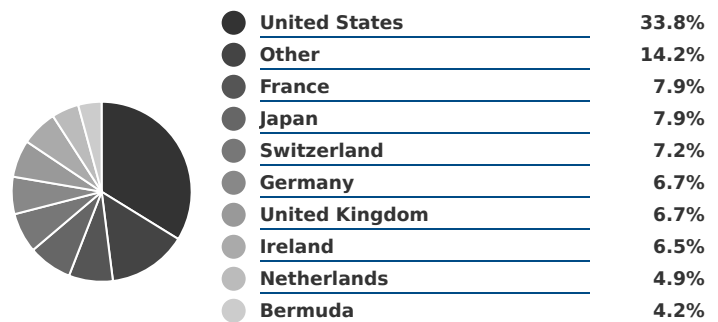 United States 33.8%
Other 14.2%
France 7.9%
Japan 7.9%
Switzerland 7.2%
Germany 6.7%
United Kingdom 6.7%
Ireland 6.5%
Netherlands 4.9%
Bermuda 4.2%